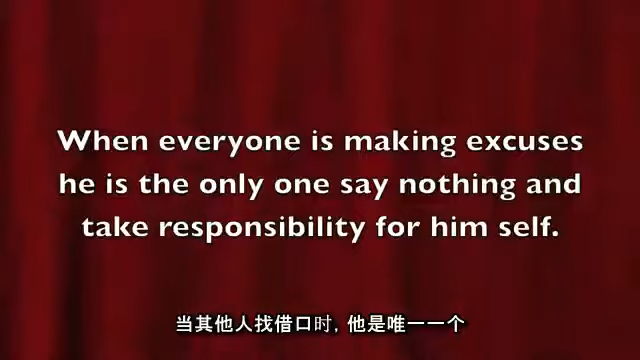 When everyone is making excuses
he is the only one say nothing and
take responsibility for him self.
当其他人找借口时, 他是唯一一个